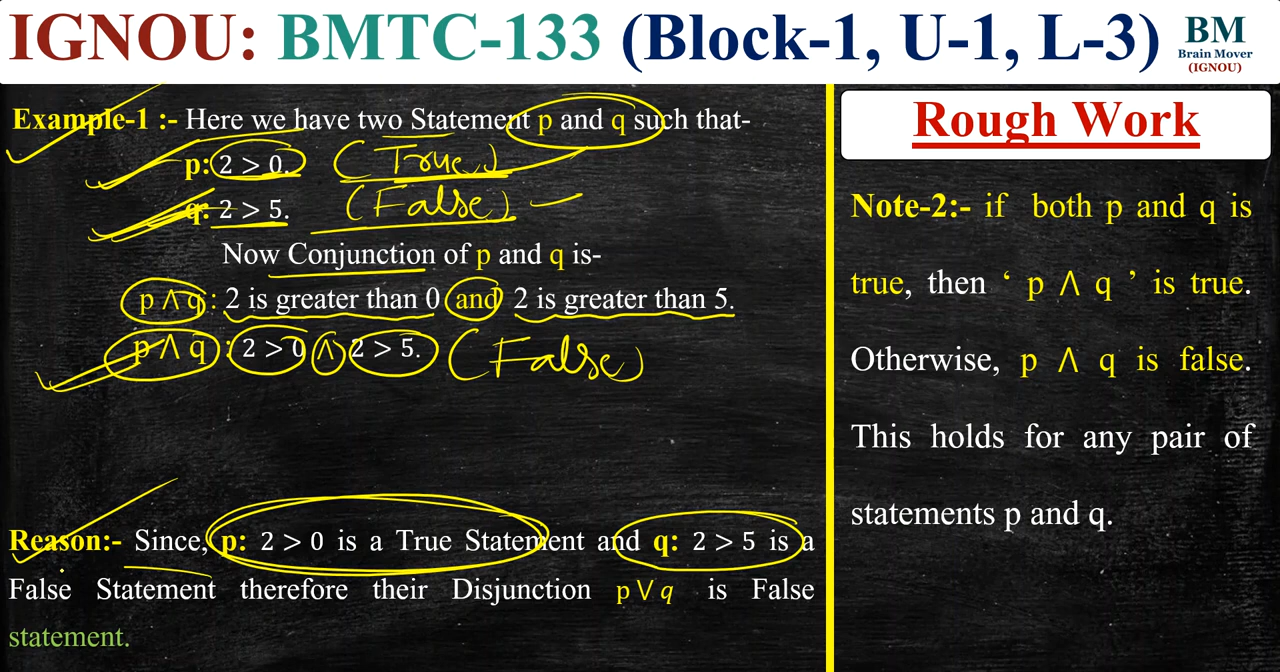 IGNOU: BMTC-133 (Block-1, U-1, L-3)
BM
Brain Mover
(IGNOU)
Example-1 :- Here we have two Statement p and q such that-
p: 2 > 0. (True)
q: 2 > 5. (False)
Now Conjunction of p and q is-
p ∧ q : 2 is greater than 0 and 2 is greater than 5.
p ∧ q : 2 > 0 ∧ 2 > 5. (False)
Reason:- Since, p: 2 > 0 is a True Statement and q: 2 > 5 is a
False Statement therefore their Disjunction p ∨ q is False
statement.
Rough Work
Note-2:- if both p and q is
true, then ‘ p ∧ q ’ is true.
Otherwise, p ∧ q is false.
This holds for any pair of
statements p and q.